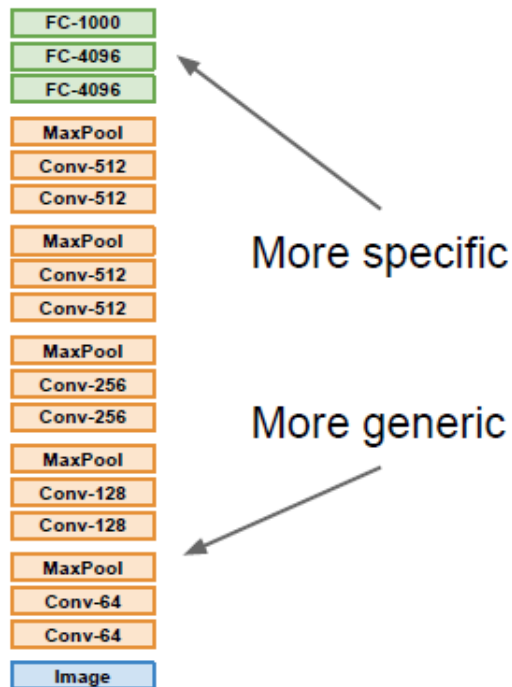 FC-1000
FC-4096
FC-4096
MaxPool
Conv-512
Conv-512
MaxPool
Conv-512
Conv-512
MaxPool
Conv-256
Conv-256
MaxPool
Conv-128
Conv-128
MaxPool
Conv-64
Conv-64
Image
More specific
More generic